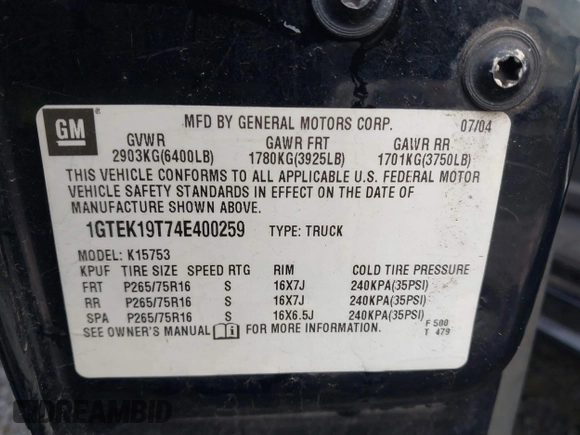 GM
®
MFD BY GENERAL MOTORS CORP. 07/04
GVWR GAWR FRT GAWR RR
2903KG(6400LB) 1780KG(3925LB) 1701KG(3750LB)
THIS VEHICLE CONFORMS TO ALL APPLICABLE U.S. FEDERAL MOTOR
VEHICLE SAFETY STANDARDS IN EFFECT ON THE DATE OF
MANUFACTURE SHOWN ABOVE.
1GTEK19T74E400259 TYPE: TRUCK
MODEL: K15753
KPUF TIRE SIZE SPEED RTG RIM COLD TIRE PRESSURE
FRT P265/75R16 S 16X7J 240KPA(35PSI)
RR P265/75R16 S 16X7J 240KPA(35PSI)
SPA P265/75R16 S 16X6.5J 240KPA(35PSI)
SEE OWNER'S MANUAL FOR MORE INFORMATION. F 500
T 479
DREAMBID